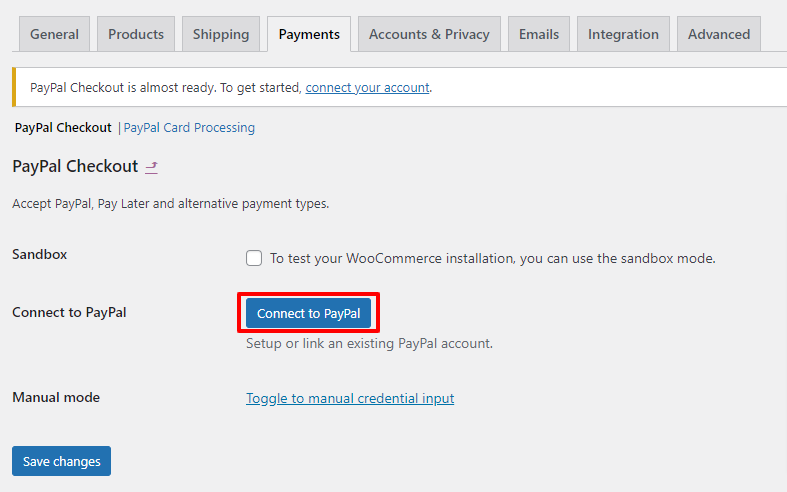 General Products Shipping Payments Accounts & Privacy Emails Integration Advanced
PayPal Checkout is almost ready. To get started, connect your account.
PayPal Checkout | PayPal Card Processing
PayPal Checkout
Accept PayPal, Pay Later and alternative payment types.
Sandbox To test your WooCommerce installation, you can use the sandbox mode.
Connect to PayPal Connect to PayPal
Setup or link an existing PayPal account.
Manual mode Toggle to manual credential input
Save changes